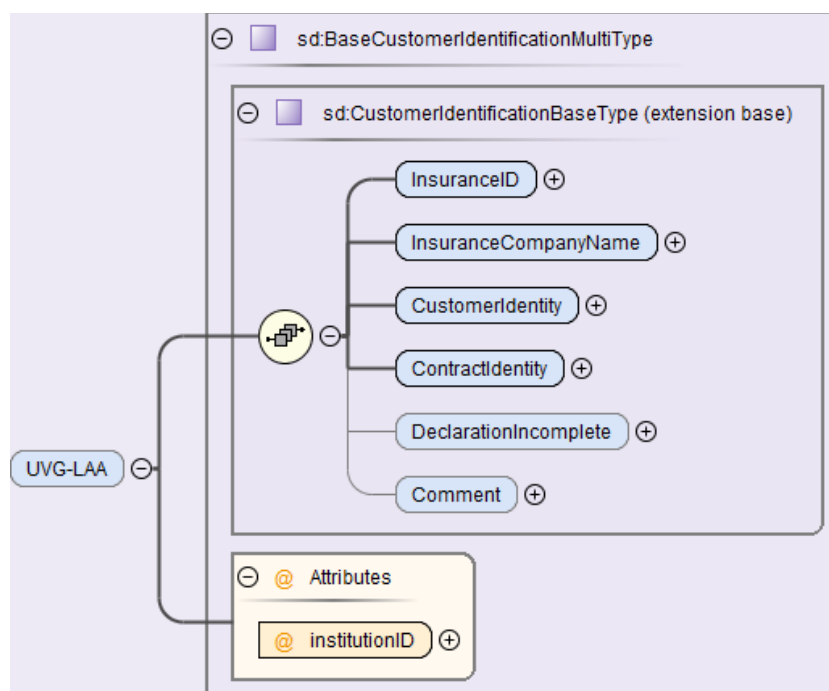 sd:BaseCustomerIdentificationMultiType
sd:CustomerIdentificationBaseType (extension base)
InsuranceID
InsuranceCompanyName
CustomerIdentity
ContractIdentity
DeclarationIncomplete
Comment
UVG-LAA
@ Attributes
@ institutionID